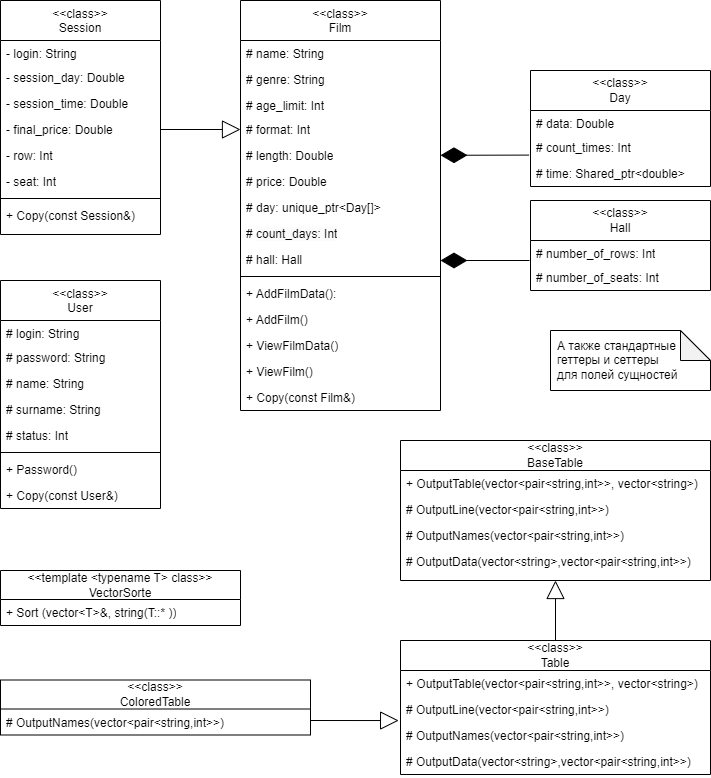 <<class>>
Session
- login: String
- session_day: Double
- session_time: Double
- final_price: Double
- row: Int
- seat: Int
+ Copy(const Session&)
<<class>>
Film
# name: String
# genre: String
# age_limit: Int
# format: Int
# length: Double
# price: Double
# day: unique_ptr<Day[]>
# count_days: Int
# hall: Hall
+ AddFilmData():
+ AddFilm()
+ ViewFilmData()
+ ViewFilm()
+ Copy(const Film&)
<<class>>
Day
# data: Double
# count_times: Int
# time: Shared_ptr<double>
<<class>>
Hall
# number_of_rows: Int
# number_of_seats: Int
<<class>>
User
# login: String
# password: String
# name: String
# surname: String
# status: Int
+ Password()
+ Copy(const User&)
А также стандартные
геттеры и сеттеры
для полей сущностей
<<class>>
BaseTable
+ OutputTable(vector<pair<string,int>>, vector<string>)
# OutputLine(vector<pair<string,int>>)
# OutputNames(vector<pair<string,int>>)
# OutputData(vector<string>,vector<pair<string,int>>)
<<template <typename T> class>>
VectorSorte
+ Sort (vector<T>&, string(T::* ))
<<class>>
Table
+ OutputTable(vector<pair<string,int>>, vector<string>)
# OutputLine(vector<pair<string,int>>)
# OutputNames(vector<pair<string,int>>)
# OutputData(vector<string>,vector<pair<string,int>>)
<<class>>
ColoredTable
# OutputNames(vector<pair<string,int>>)